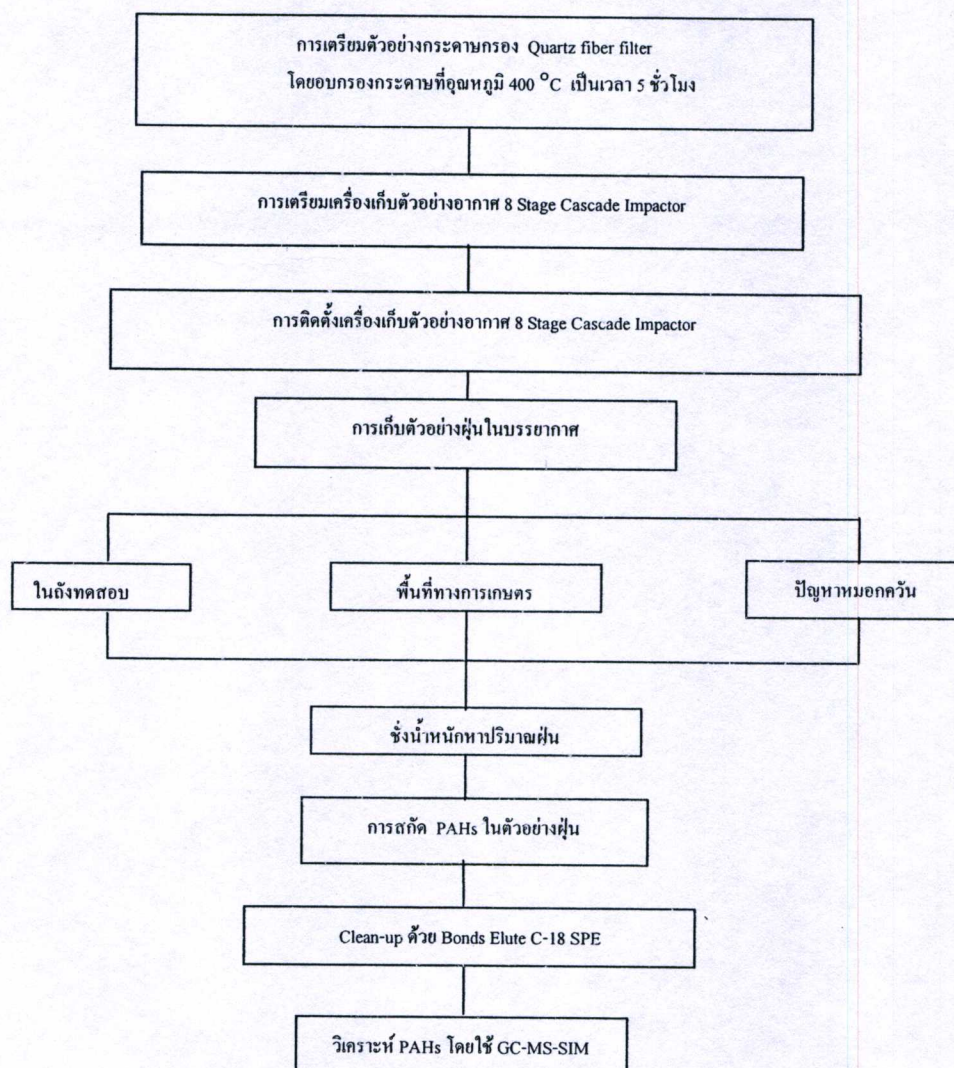 การเตรียมตัวอย่างกระดาษกรอง Quartz fiber filter
โดยอบกรองกระดาษที่อุณหภูมิ 400 °C เป็นเวลา 5 ชั่วโมง
การเตรียมเครื่องเก็บตัวอย่างอากาศ 8 Stage Cascade Impactor
การติดตั้งเครื่องเก็บตัวอย่างอากาศ 8 Stage Cascade Impactor
การเก็บตัวอย่างฝุ่นในบรรยากาศ
ในถังทดสอบ
พื้นที่ทางการเกษตร
ปัญหาหมอกควัน
ชั่งน้ำหนักหาปริมาณฝุ่น
การสกัด PAHs ในตัวอย่างฝุ่น
Clean-up ด้วย Bonds Elute C-18 SPE
วิเคราะห์ PAHs โดยใช้ GC-MS-SIM